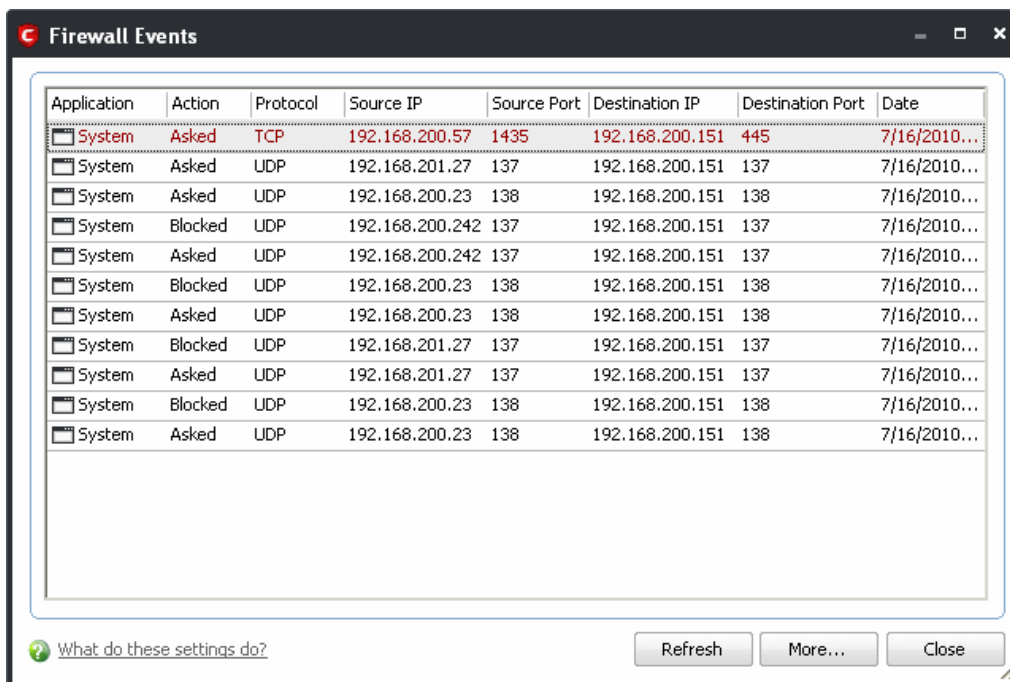 Firewall Events
Application Action Protocol Source IP Source Port Destination IP Destination Port Date
System Asked TCP 192.168.200.57 1435 192.168.200.151 445 7/16/2010...
System Asked UDP 192.168.201.27 137 192.168.200.151 137 7/16/2010...
System Asked UDP 192.168.200.23 138 192.168.200.151 138 7/16/2010...
System Blocked UDP 192.168.200.242 137 192.168.200.151 137 7/16/2010...
System Asked UDP 192.168.200.242 137 192.168.200.151 137 7/16/2010...
System Blocked UDP 192.168.200.23 138 192.168.200.151 138 7/16/2010...
System Asked UDP 192.168.200.23 138 192.168.200.151 138 7/16/2010...
System Blocked UDP 192.168.201.27 137 192.168.200.151 137 7/16/2010...
System Asked UDP 192.168.201.27 137 192.168.200.151 137 7/16/2010...
System Blocked UDP 192.168.200.23 138 192.168.200.151 138 7/16/2010...
System Asked UDP 192.168.200.23 138 192.168.200.151 138 7/16/2010...
What do these settings do? Refresh More... Close